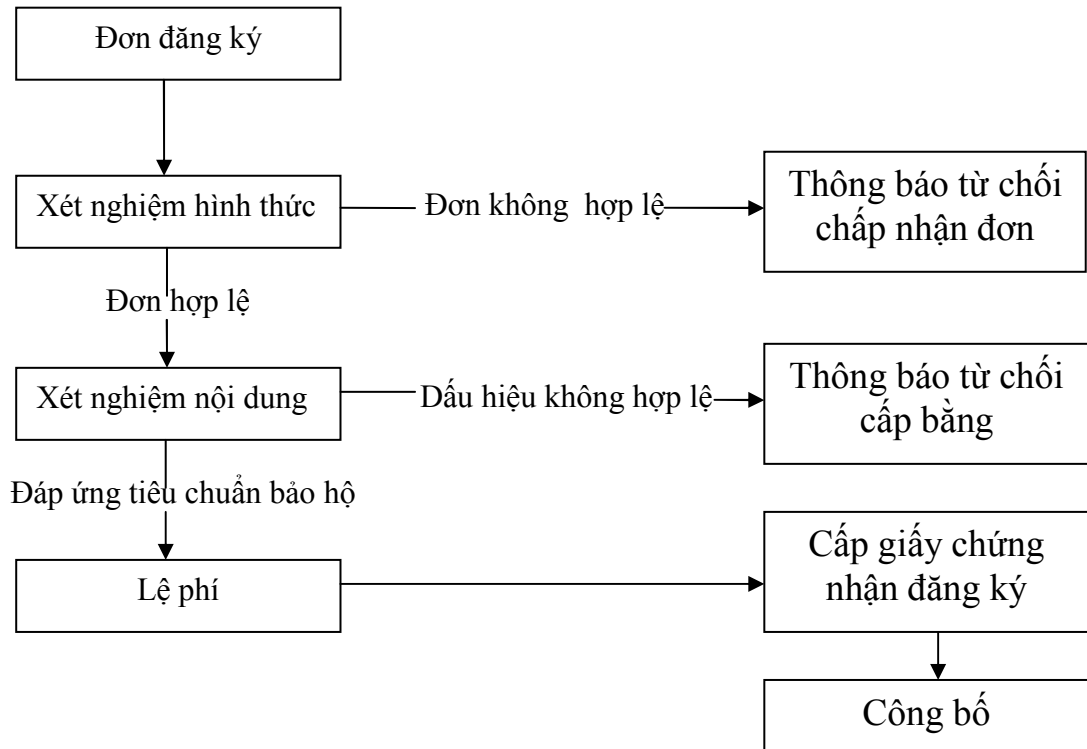 Đơn đăng ký
Xét nghiệm hình thức
Đơn không hợp lệ
Thông báo từ chối
chấp nhận đơn
Đơn hợp lệ
Xét nghiệm nội dung
Dấu hiệu không hợp lệ
Thông báo từ chối
cấp bằng
Đáp ứng tiêu chuẩn bảo hộ
Lệ phí
Cấp giấy chứng
nhận đăng ký
Công bố